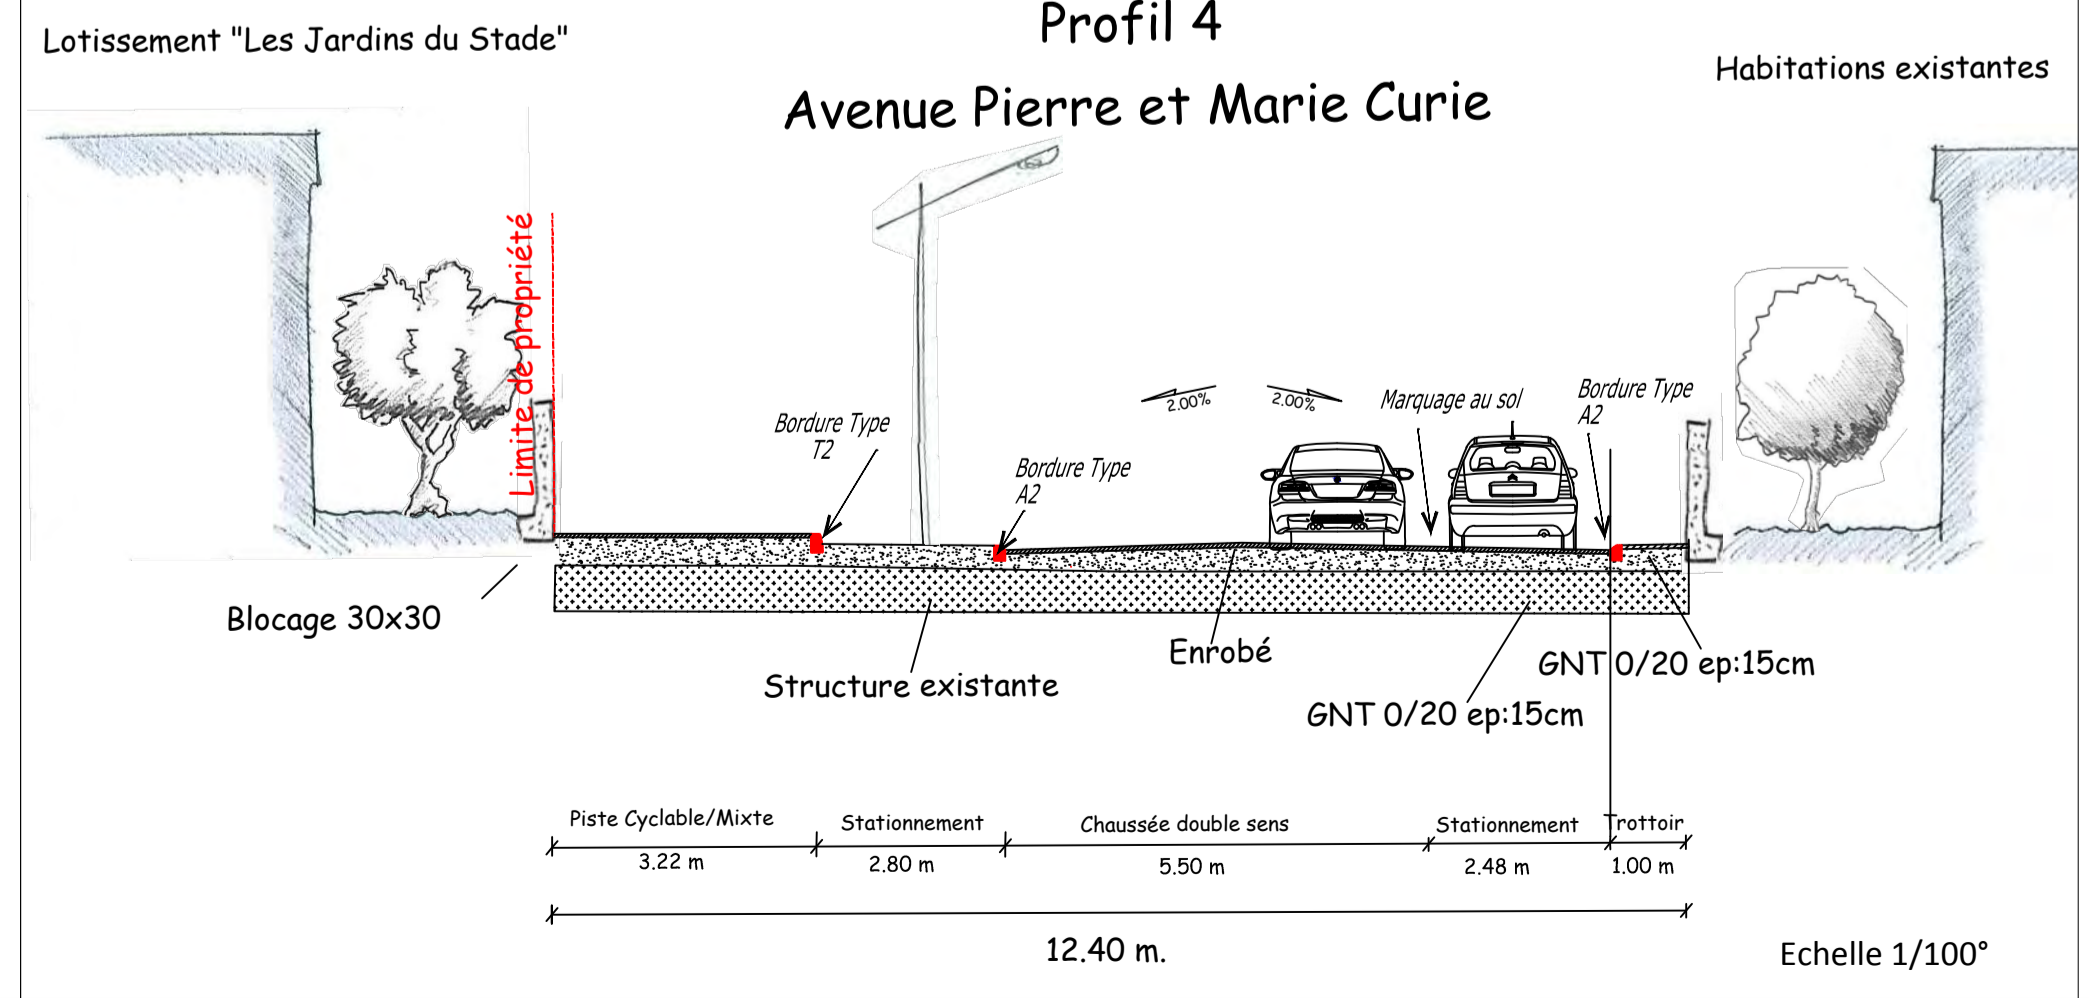 Profil 4
Lotissement "Les Jardins du Stade"
Habitations existantes
Avenue Pierre et Marie Curie
Limite de propriété
2.00%
2.00%
Marquage au sol
Bordure Type
A2
Bordure Type
T2
Bordure Type
A2
Blocage 30x30
Enrobé
GNT 0/20 ep:15cm
Structure existante
GNT 0/20 ep:15cm
Piste Cyclable/Mixte
Stationnement
Chaussée double sens
Stationnement
Trottoir
3.22 m
2.80 m
5.50 m
2.48 m
1.00 m
12.40 m.
Echelle 1/100°